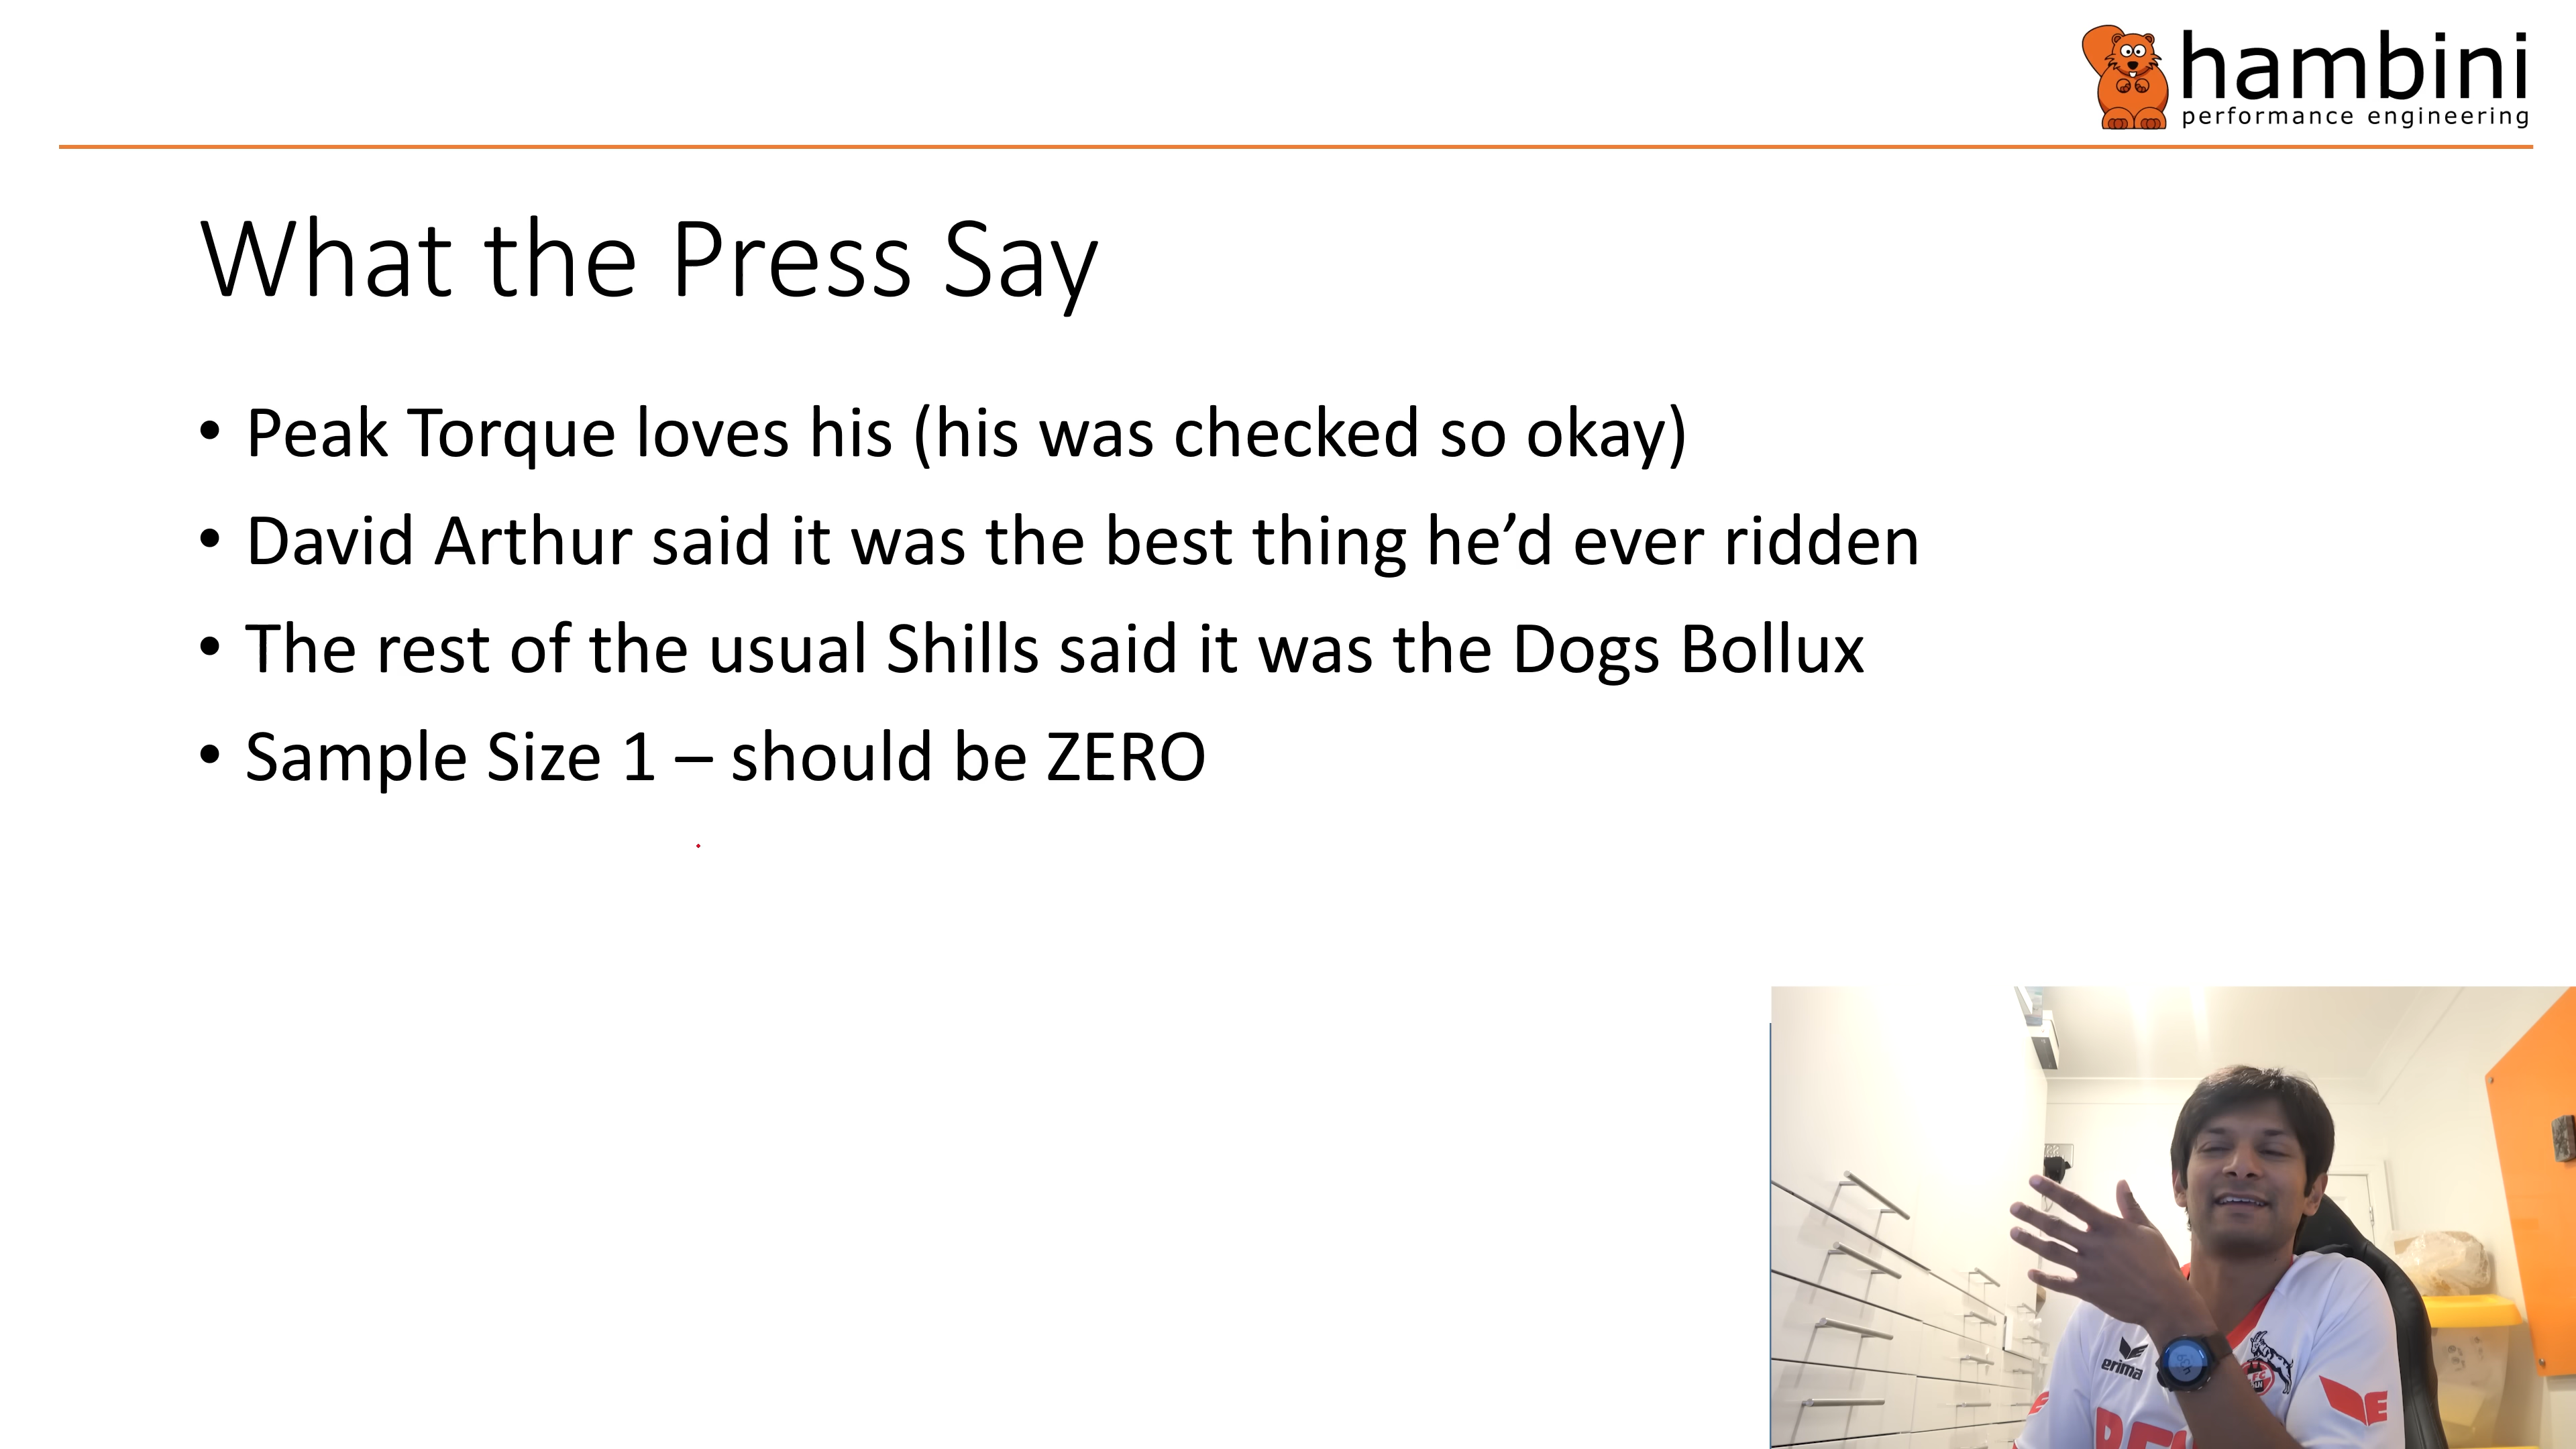 hambini
performance engineering
What the Press Say
• Peak Torque loves his (his was checked so okay)
• David Arthur said it was the best thing he’d ever ridden
• The rest of the usual Shills said it was the Dogs Bollux
• Sample Size 1 – should be ZERO
erima
FC
E